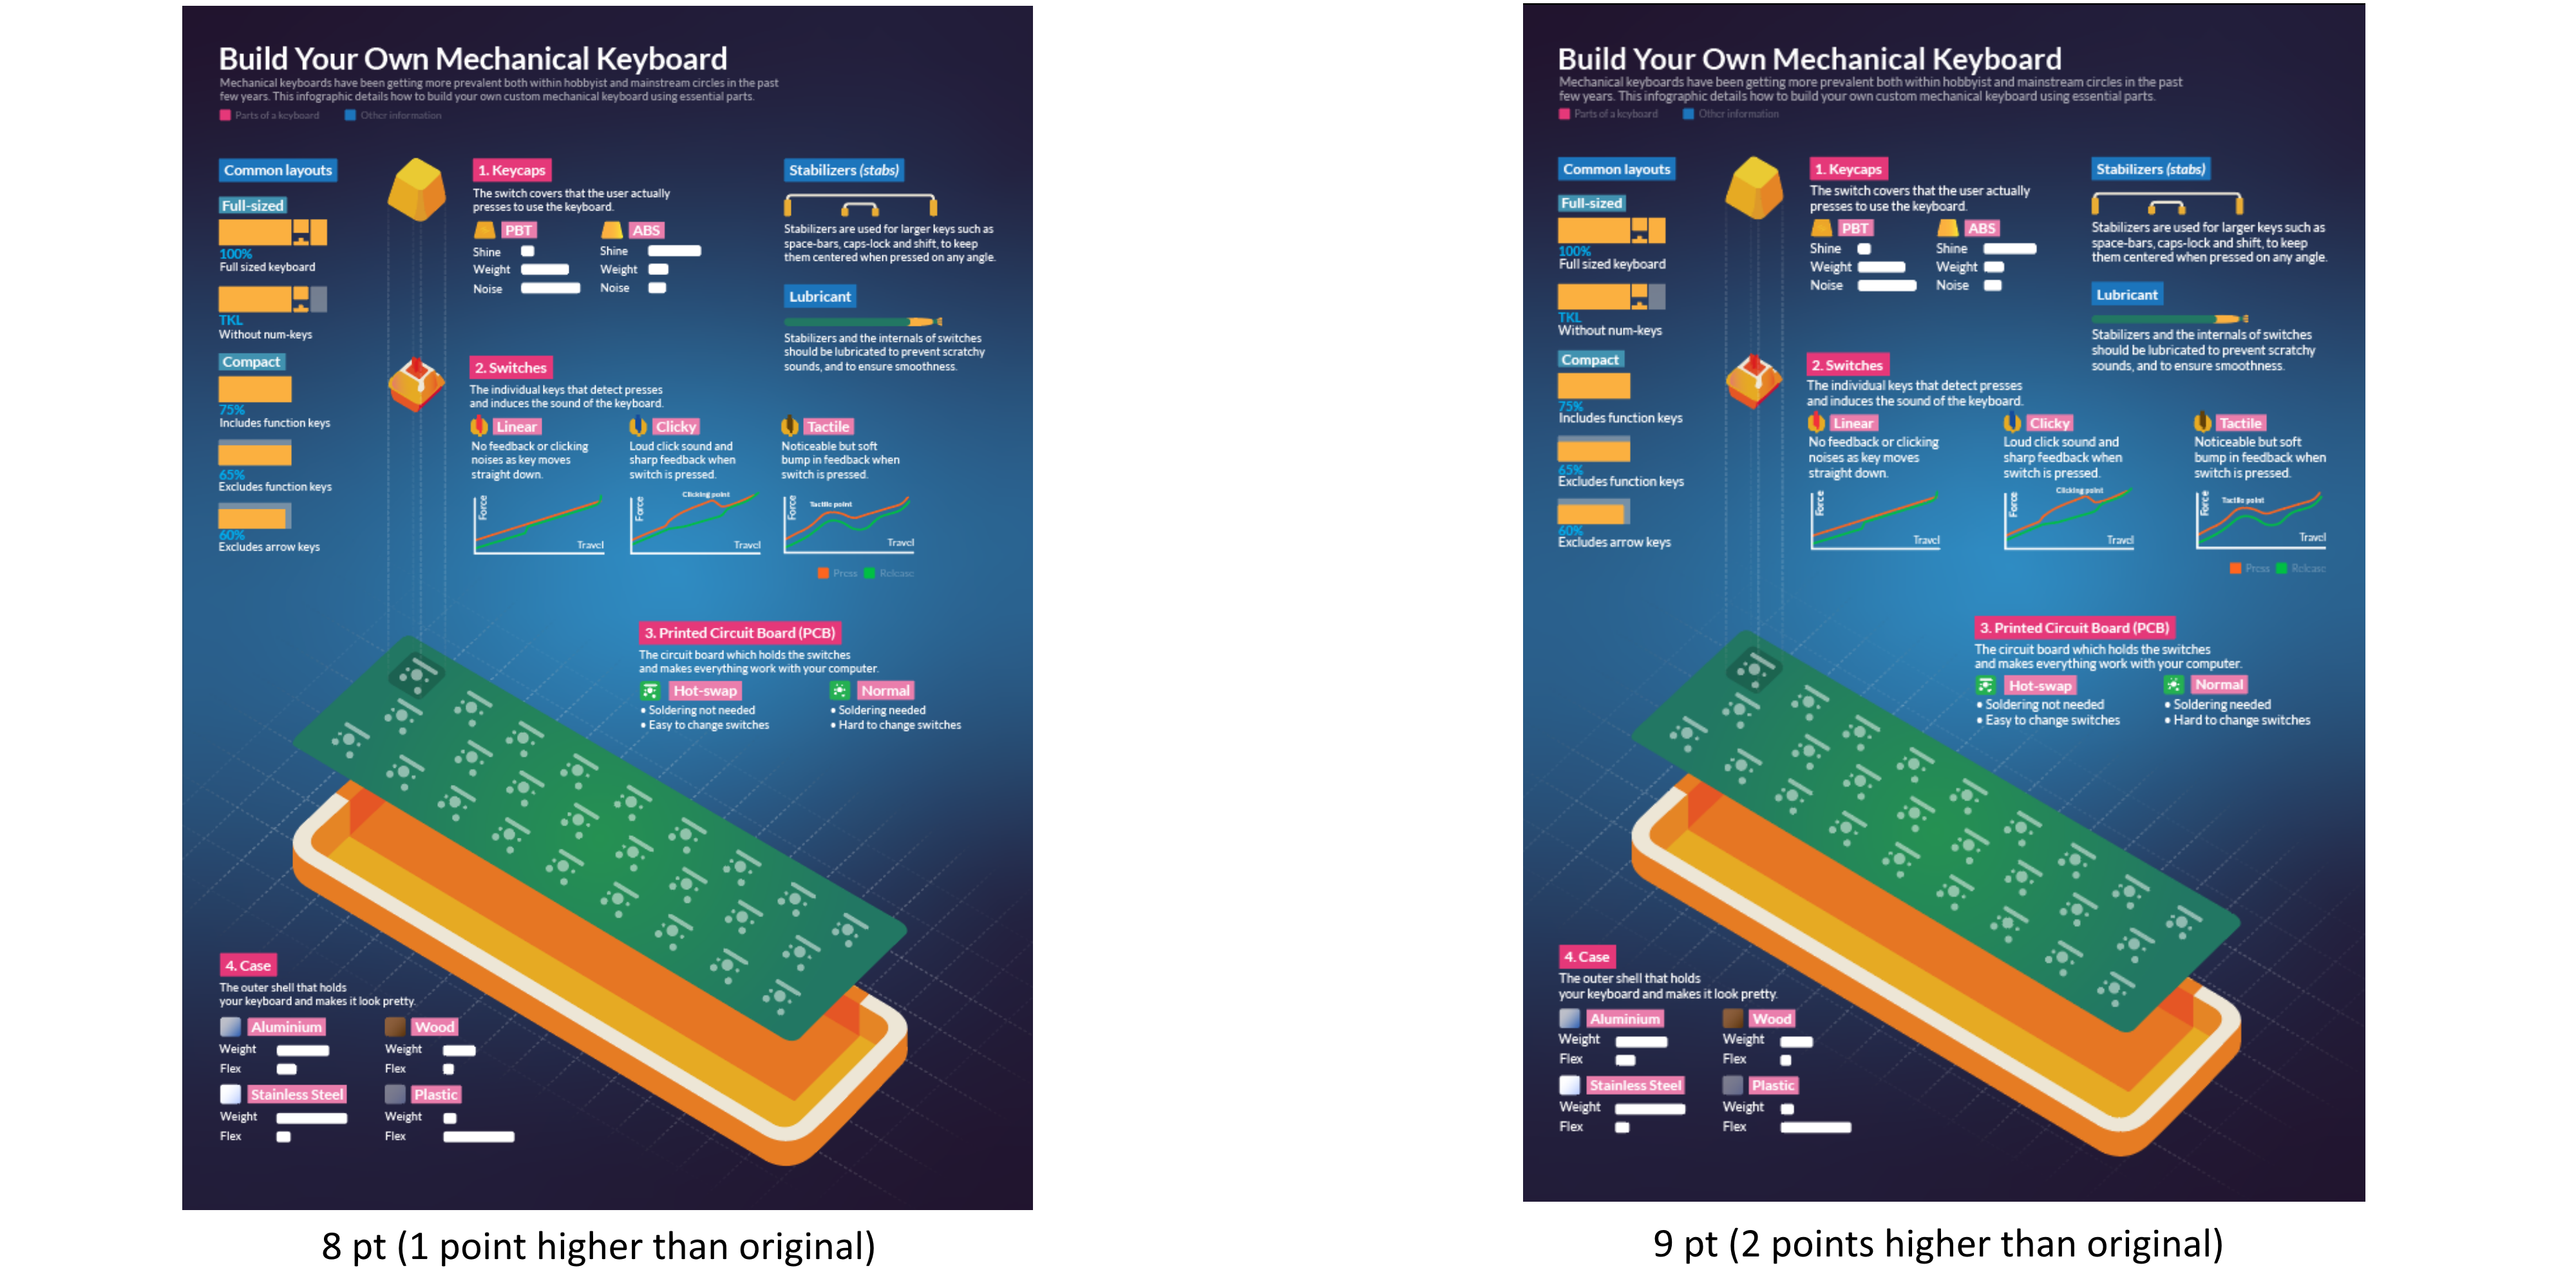 Build Your Own Mechanical Keyboard
Mechanical keyboards have been getting more prevalent both within hobbyist and mainstream circles in the past
few years. This infographic details how to build your own custom mechanical keyboard using essential parts.
Parts of a keyboard
Other information
Common layouts
Full-sized
100%
Full sized keyboard
TKL
Without num-keys
Compact
75%
Includes function keys
65%
Excludes function keys
60%
Excludes arrow keys
1. Keycaps
The switch covers that the user actually
presses to use the keyboard.
PBT
Shine
Weight
Noise
ABS
Shine
Weight
Noise
Stabilizers (stabs)
Stabilizers are used for larger keys such as
space-bars, caps-lock and shift, to keep
them centered when pressed on any angle.
Lubricant
Stabilizers and the internals of switches
should be lubricated to prevent scratchy
sounds, and to ensure smoothness.
2. Switches
The individual keys that detect presses
and induces the sound of the keyboard.
Linear
No feedback or clicking
noises as key moves
straight down.
Force
Travel
Clicky
Loud click sound and
sharp feedback when
switch is pressed.
Clicking point
Force
Travel
Tactile
Noticeable but soft
bump in feedback when
switch is pressed.
Tactile point
Force
Travel
Press
Release
3. Printed Circuit Board (PCB)
The circuit board which holds the switches
and makes everything work with your computer.
Hot-swap
• Soldering not needed
• Easy to change switches
Normal
• Soldering needed
• Hard to change switches
4. Case
The outer shell that holds
your keyboard and makes it look pretty.
Aluminium
Weight
Flex
Wood
Weight
Flex
Stainless Steel
Weight
Flex
Plastic
Weight
Flex
8 pt (1 point higher than original)
Build Your Own Mechanical Keyboard
Mechanical keyboards have been getting more prevalent both within hobbyist and mainstream circles in the past
few years. This infographic details how to build your own custom mechanical keyboard using essential parts.
Parts of a keyboard
Other information
Common layouts
Full-sized
100%
Full sized keyboard
TKL
Without num-keys
Compact
75%
Includes function keys
65%
Excludes function keys
60%
Excludes arrow keys
1. Keycaps
The switch covers that the user actually
presses to use the keyboard.
PBT
Shine
Weight
Noise
ABS
Shine
Weight
Noise
Stabilizers (stabs)
Stabilizers are used for larger keys such as
space-bars, caps-lock and shift, to keep
them centered when pressed on any angle.
Lubricant
Stabilizers and the internals of switches
should be lubricated to prevent scratchy
sounds, and to ensure smoothness.
2. Switches
The individual keys that detect presses
and induces the sound of the keyboard.
Linear
No feedback or clicking
noises as key moves
straight down.
Force
Travel
Clicky
Loud click sound and
sharp feedback when
switch is pressed.
Clicking point
Force
Travel
Tactile
Noticeable but soft
bump in feedback when
switch is pressed.
Tactile point
Force
Travel
Press
Release
3. Printed Circuit Board (PCB)
The circuit board which holds the switches
and makes everything work with your computer.
Hot-swap
• Soldering not needed
• Easy to change switches
Normal
• Soldering needed
• Hard to change switches
4. Case
The outer shell that holds
your keyboard and makes it look pretty.
Aluminium
Weight
Flex
Wood
Weight
Flex
Stainless Steel
Weight
Flex
Plastic
Weight
Flex
9 pt (2 points higher than original)